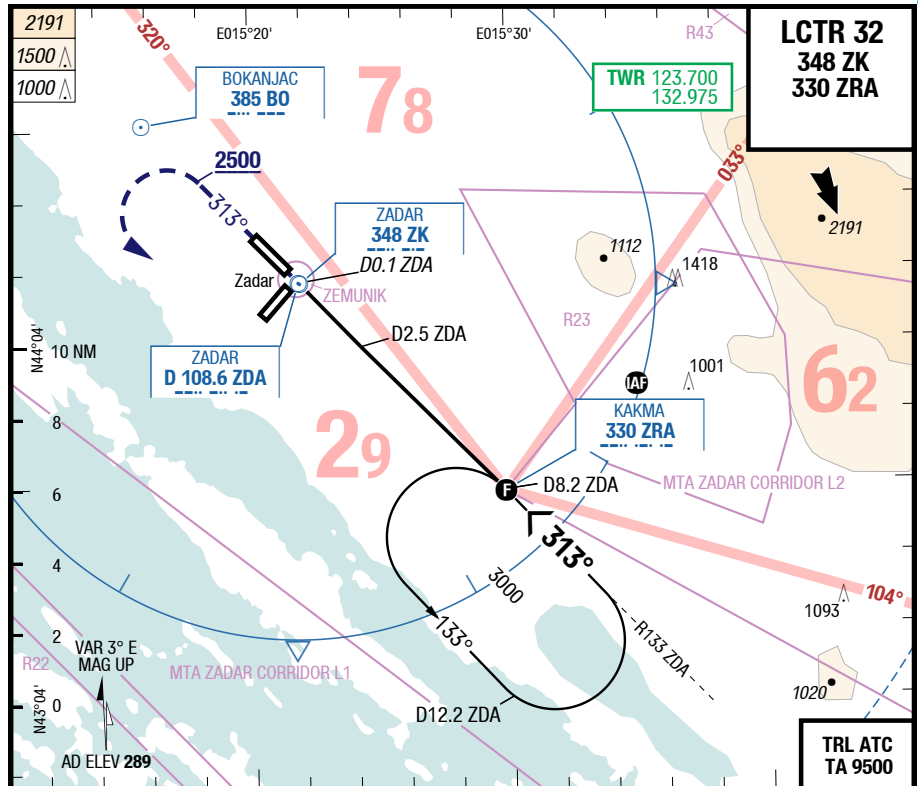 2191
1500
1000
320°
E015°20'
E015°30'
R43
LCTR 32
348 ZK
330 ZRA
BOKANJAC
385 BO
78
TWR 123.700
132.975
033°
2500
313°
ZADAR
348 ZK
D0.1 ZDA
2191
1112
1418
Zadar
ZEMUNIK
R23
N44°04'
10 NM
D2.5 ZDA
ZADAR
D 108.6 ZDA
IAF
1001
62
8
29
KAKMA
330 ZRA
6
F
D8.2 ZDA
MTA ZADAR CORRIDOR L2
313°
4
3000
104°
1093
133°
R133 ZDA
2
VAR 3° E
MAG UP
R22
MTA ZADAR CORRIDOR L1
1020
N43°04'
0
D12.2 ZDA
AD ELEV 289
TRL ATC
TA 9500